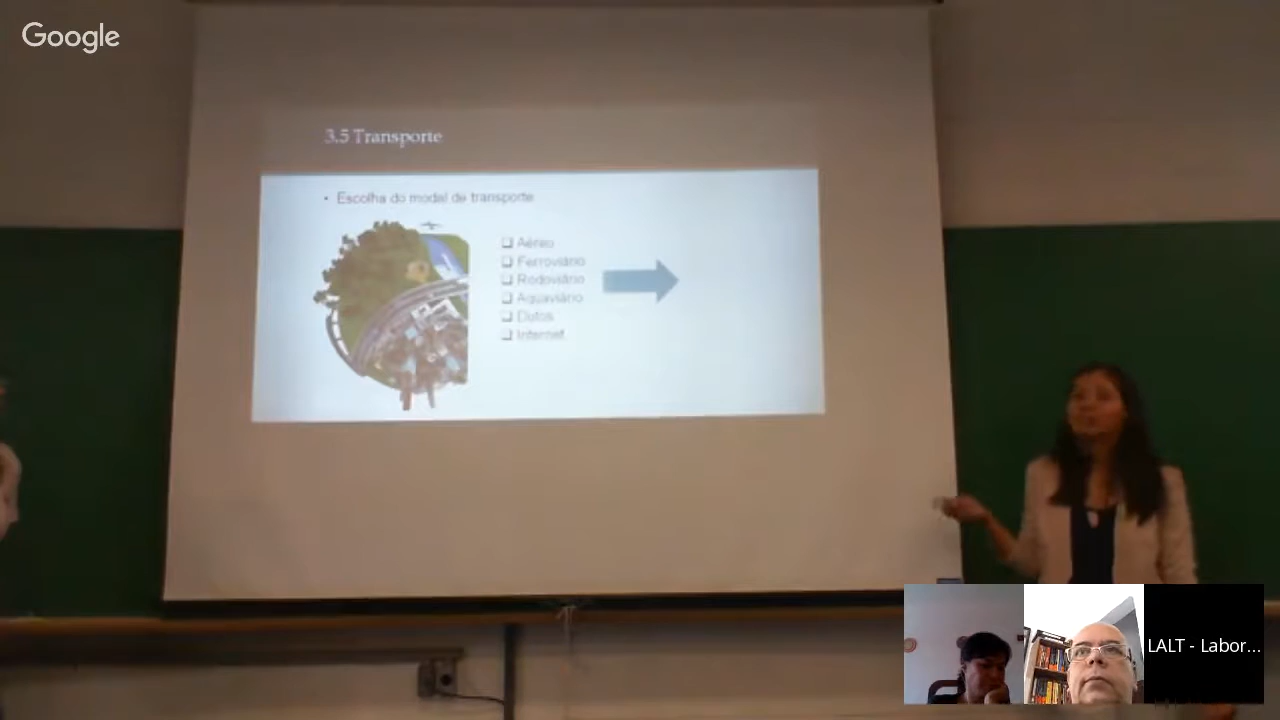 Google
3.5 Transporte
• Escolha do modal de transporte
❑ Aéreo
❑ Ferroviário
❑ Rodoviário
❑ Aquaviário
❑ Dutos
❑ Internet
LALT - Labor...